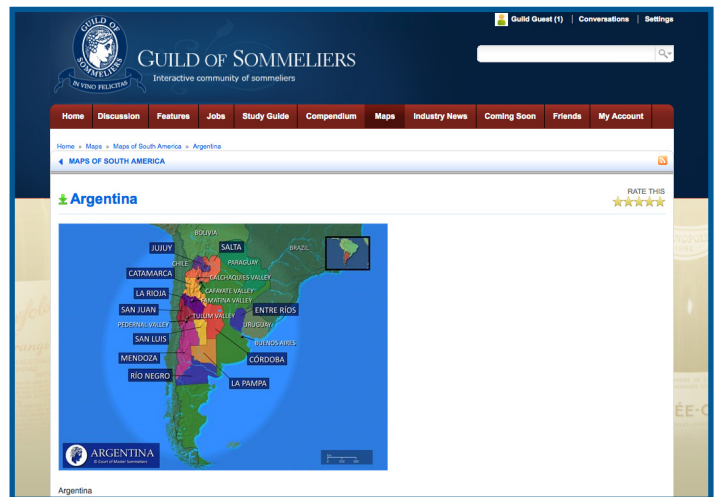 Guild Guest (1) | Conversations | Settings
GUILD OF SOMMELIERS
IN VINO FELICITAS
GUILD OF SOMMELIERS
Interactive community of sommeliers
Home Discussion Features Jobs Study Guide Compendium Maps Industry News Coming Soon Friends My Account
Home » Maps » Maps of South America » Argentina
MAPS OF SOUTH AMERICA
Argentina
RATE THIS
BOLIVIA
JUJUY
SALTA
BRAZIL
CHILE
PARAGUAY
CATAMARCA
CALCHAQUIES VALLEY
CAFAYATE VALLEY
LA RIOJA
FAMATINA VALLEY
SAN JUAN
TULUM VALLEY
ENTRE RÍOS
PEDERNAL VALLEY
URUGUAY
SAN LUIS
BUENOS AIRES
MENDOZA
CÓRDOBA
RÍO NEGRO
LA PAMPA
ARGENTINA
© Court of Master Sommeliers
Argentina